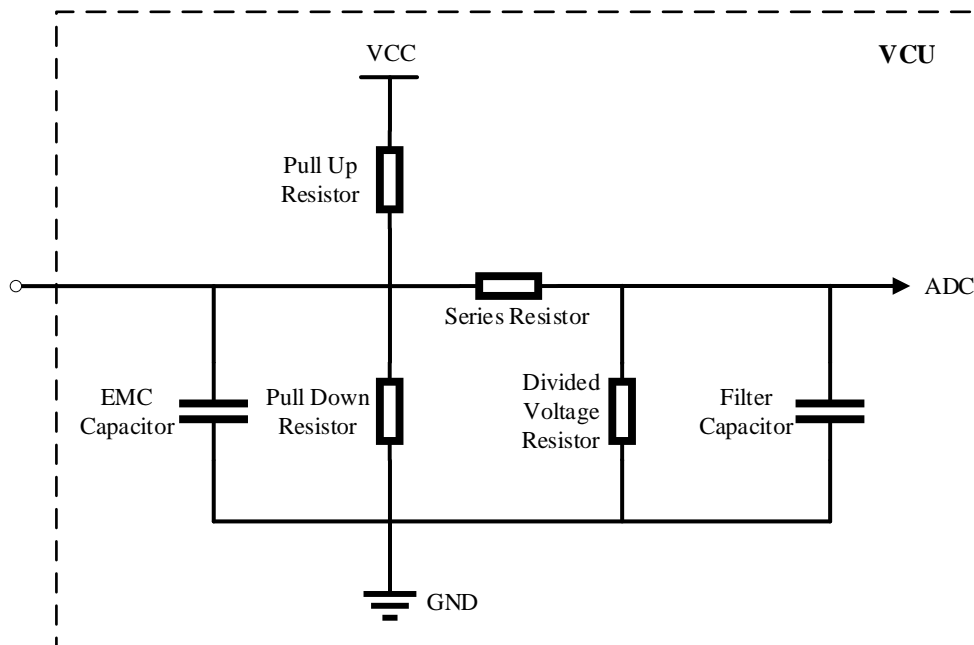 VCU
VCC
Pull Up
Resistor
ADC
Series Resistor
EMC
Capacitor
Pull Down
Resistor
Divided
Voltage
Resistor
Filter
Capacitor
GND